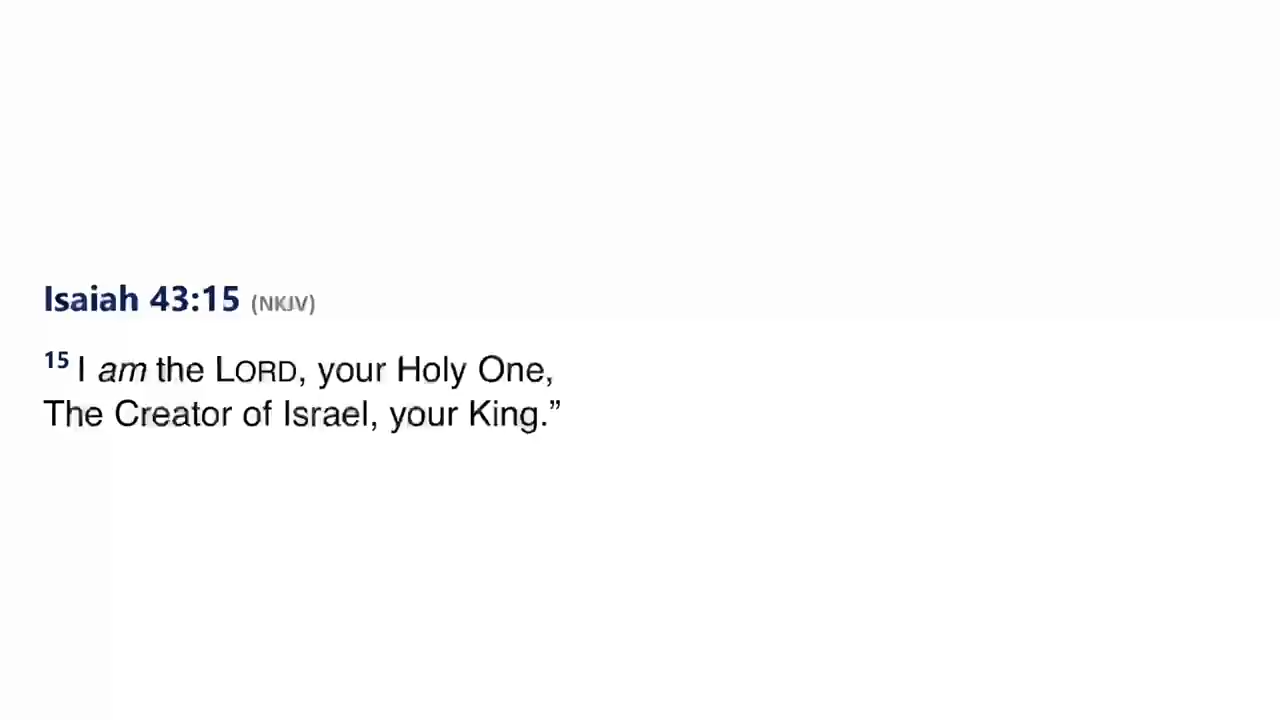 Isaiah 43:15 (NKJV)
15 I am the LORD, your Holy One,
The Creator of Israel, your King.”